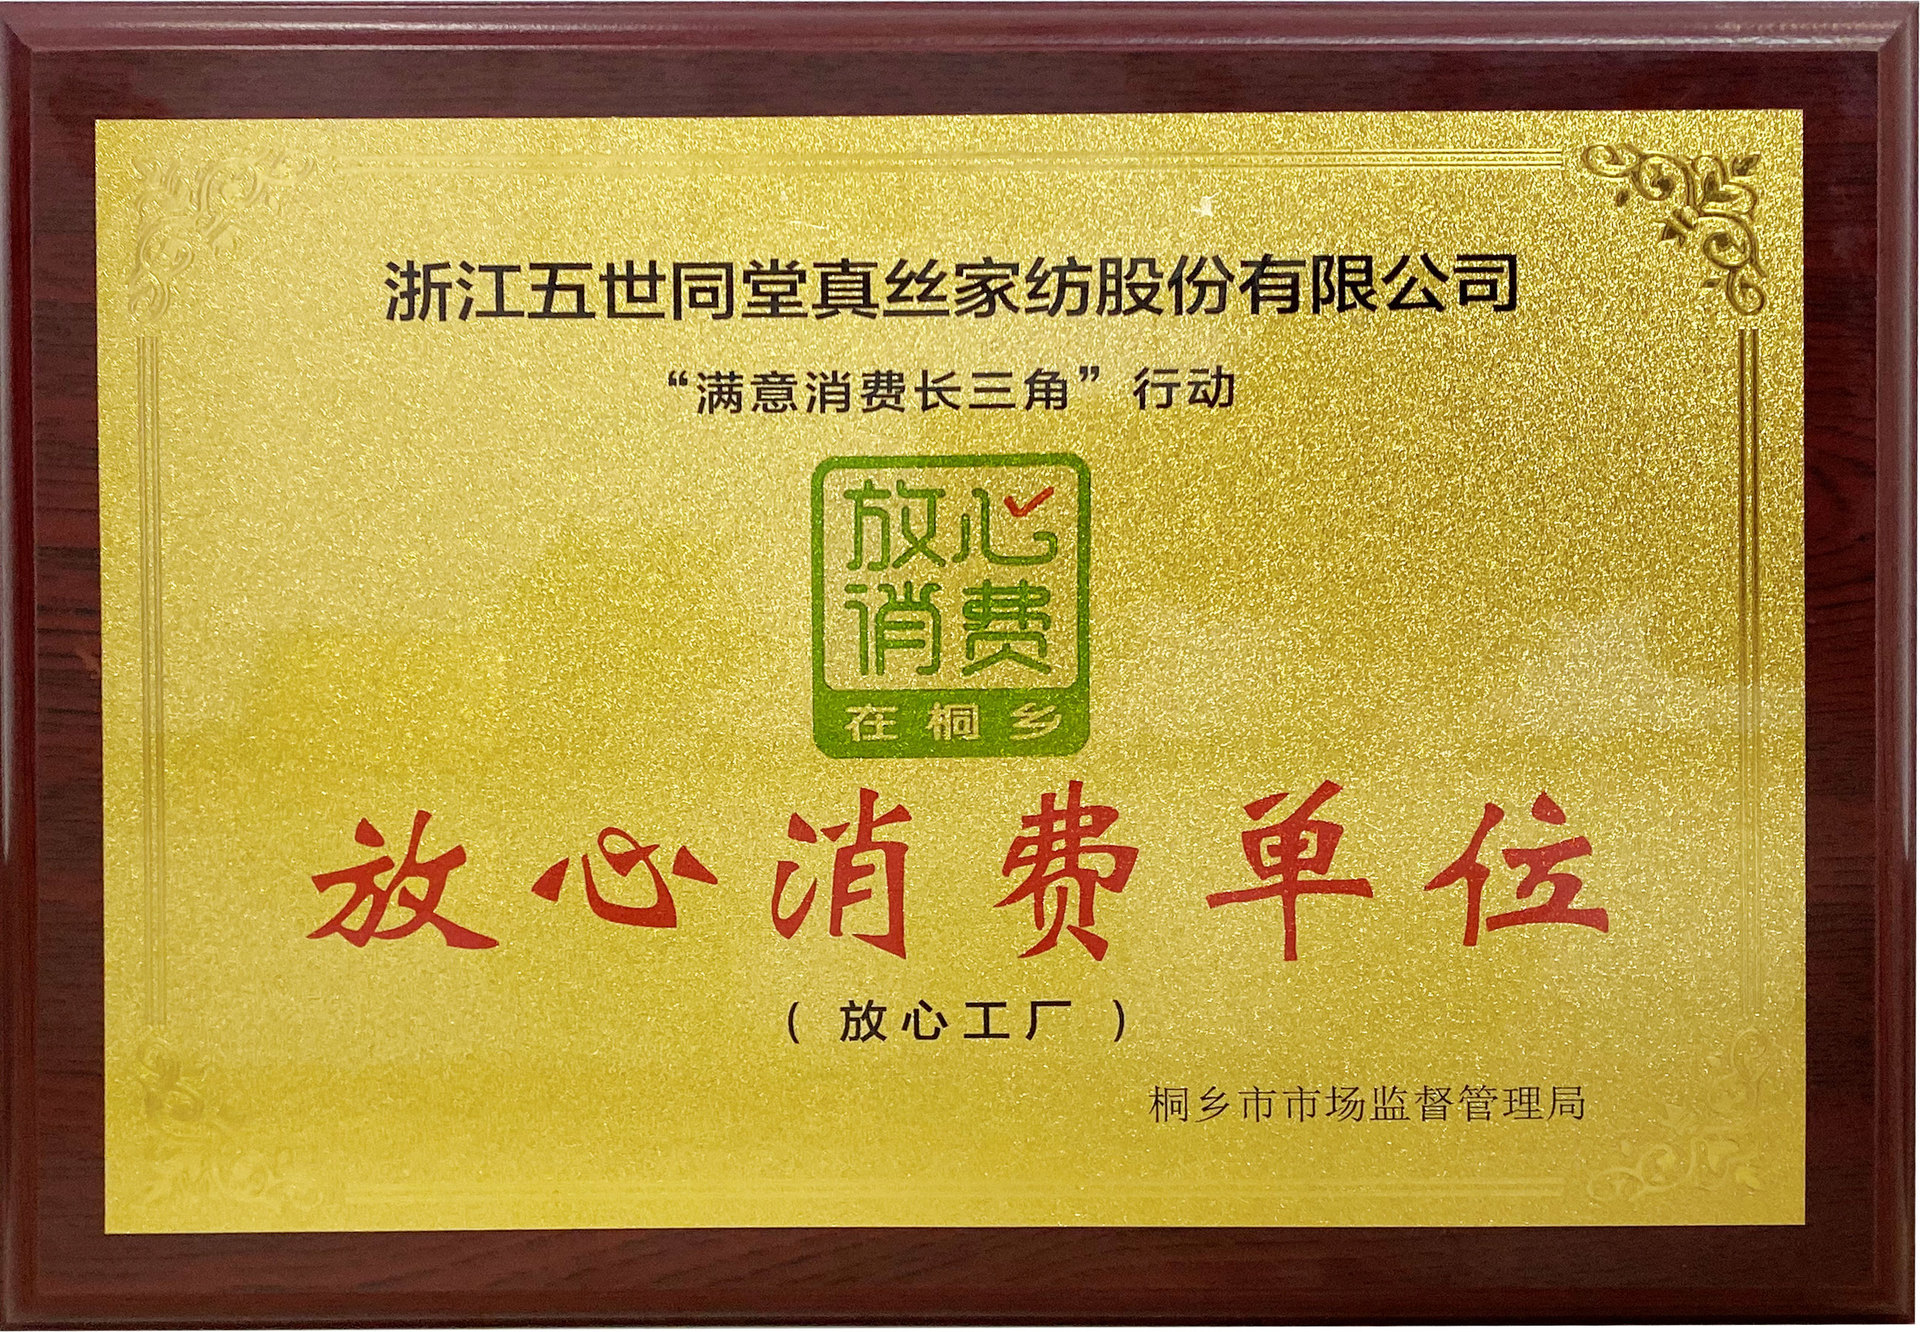 浙江五世同堂真丝家纺股份有限公司
“满意消费长三角”行动
放心
消费
在桐乡
放心消费单位
（放心工厂）
桐乡市市场监督管理局